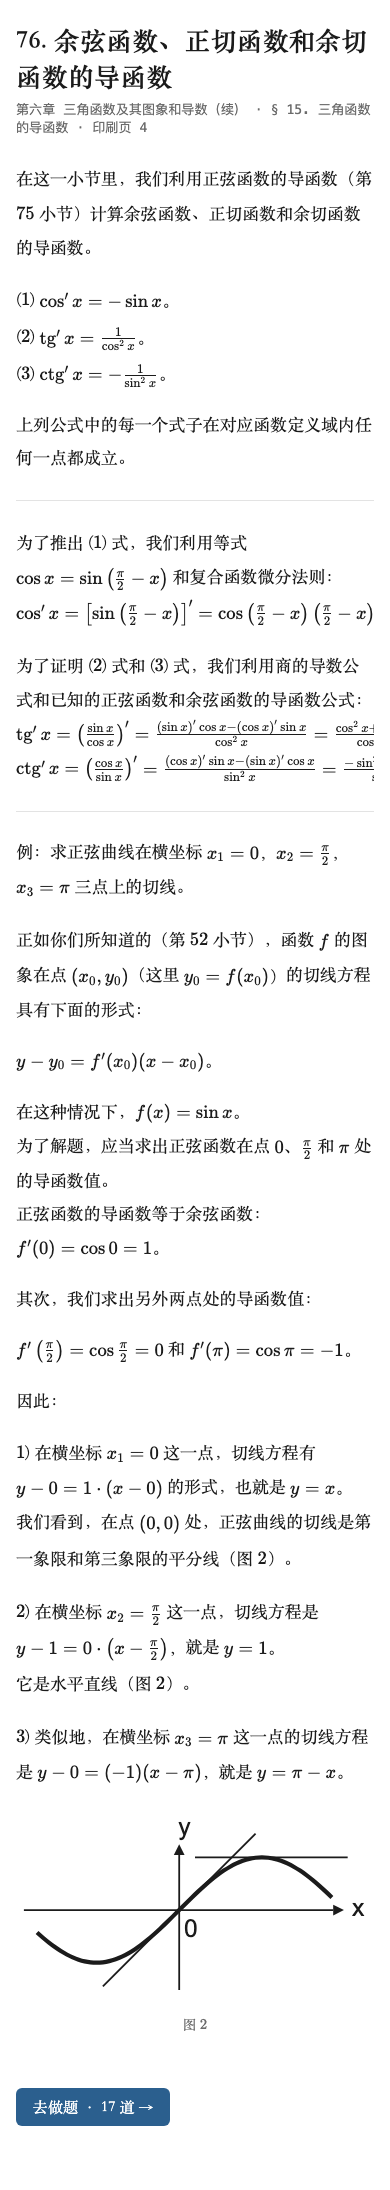 76. 余弦函数、正切函数和余切
函数的导函数
第六章 三角函数及其图象和导数（续） · § 15. 三角函数
的导函数 · 印刷页 4
在这一小节里，我们利用正弦函数的导函数（第
75 小节）计算余弦函数、正切函数和余切函数
的导函数。
(1) cos′ x = − sin x。
(2) tg′ x = 1/cos² x。
(3) ctg′ x = − 1/sin² x。
上列公式中的每一个式子在对应函数定义域内任
何一点都成立。
为了推出 (1) 式，我们利用等式
cos x = sin (π/2 − x) 和复合函数微分法则：
cos′ x = [sin (π/2 − x)]′ = cos (π/2 − x) (π/2 − x)
为了证明 (2) 式和 (3) 式，我们利用商的导数公
式和已知的正弦函数和余弦函数的导函数公式：
tg′ x = (sin x/cos x)′ = (sin x)′ cos x−(cos x)′ sin x/cos² x = cos² x+
ctg′ x = (cos x/sin x)′ = (cos x)′ sin x−(sin x)′ cos x/sin² x = − sin
例：求正弦曲线在横坐标 x₁ = 0，x₂ = π/2，
x₃ = π 三点上的切线。
正如你们所知道的（第 52 小节），函数 f 的图
象在点 (x₀, y₀)（这里 y₀ = f(x₀)）的切线方程
具有下面的形式：
y − y₀ = f′(x₀)(x − x₀)。
在这种情况下，f(x) = sin x。
为了解题，应当求出正弦函数在点 0、π/2 和 π 处
的导函数值。
正弦函数的导函数等于余弦函数：
f′(0) = cos 0 = 1。
其次，我们求出另外两点处的导函数值：
f′ (π/2) = cos π/2 = 0 和 f′(π) = cos π = −1。
因此：
1) 在横坐标 x₁ = 0 这一点，切线方程有
y − 0 = 1 · (x − 0) 的形式，也就是 y = x。
我们看到，在点 (0, 0) 处，正弦曲线的切线是第
一象限和第三象限的平分线（图 2）。
2) 在横坐标 x₂ = π/2 这一点，切线方程是
y − 1 = 0 · (x − π/2)，就是 y = 1。
它是水平直线（图 2）。
3) 类似地，在横坐标 x₃ = π 这一点的切线方程
是 y − 0 = (−1)(x − π)，就是 y = π − x。
y
x
0
图 2
去做题 · 17 道 →